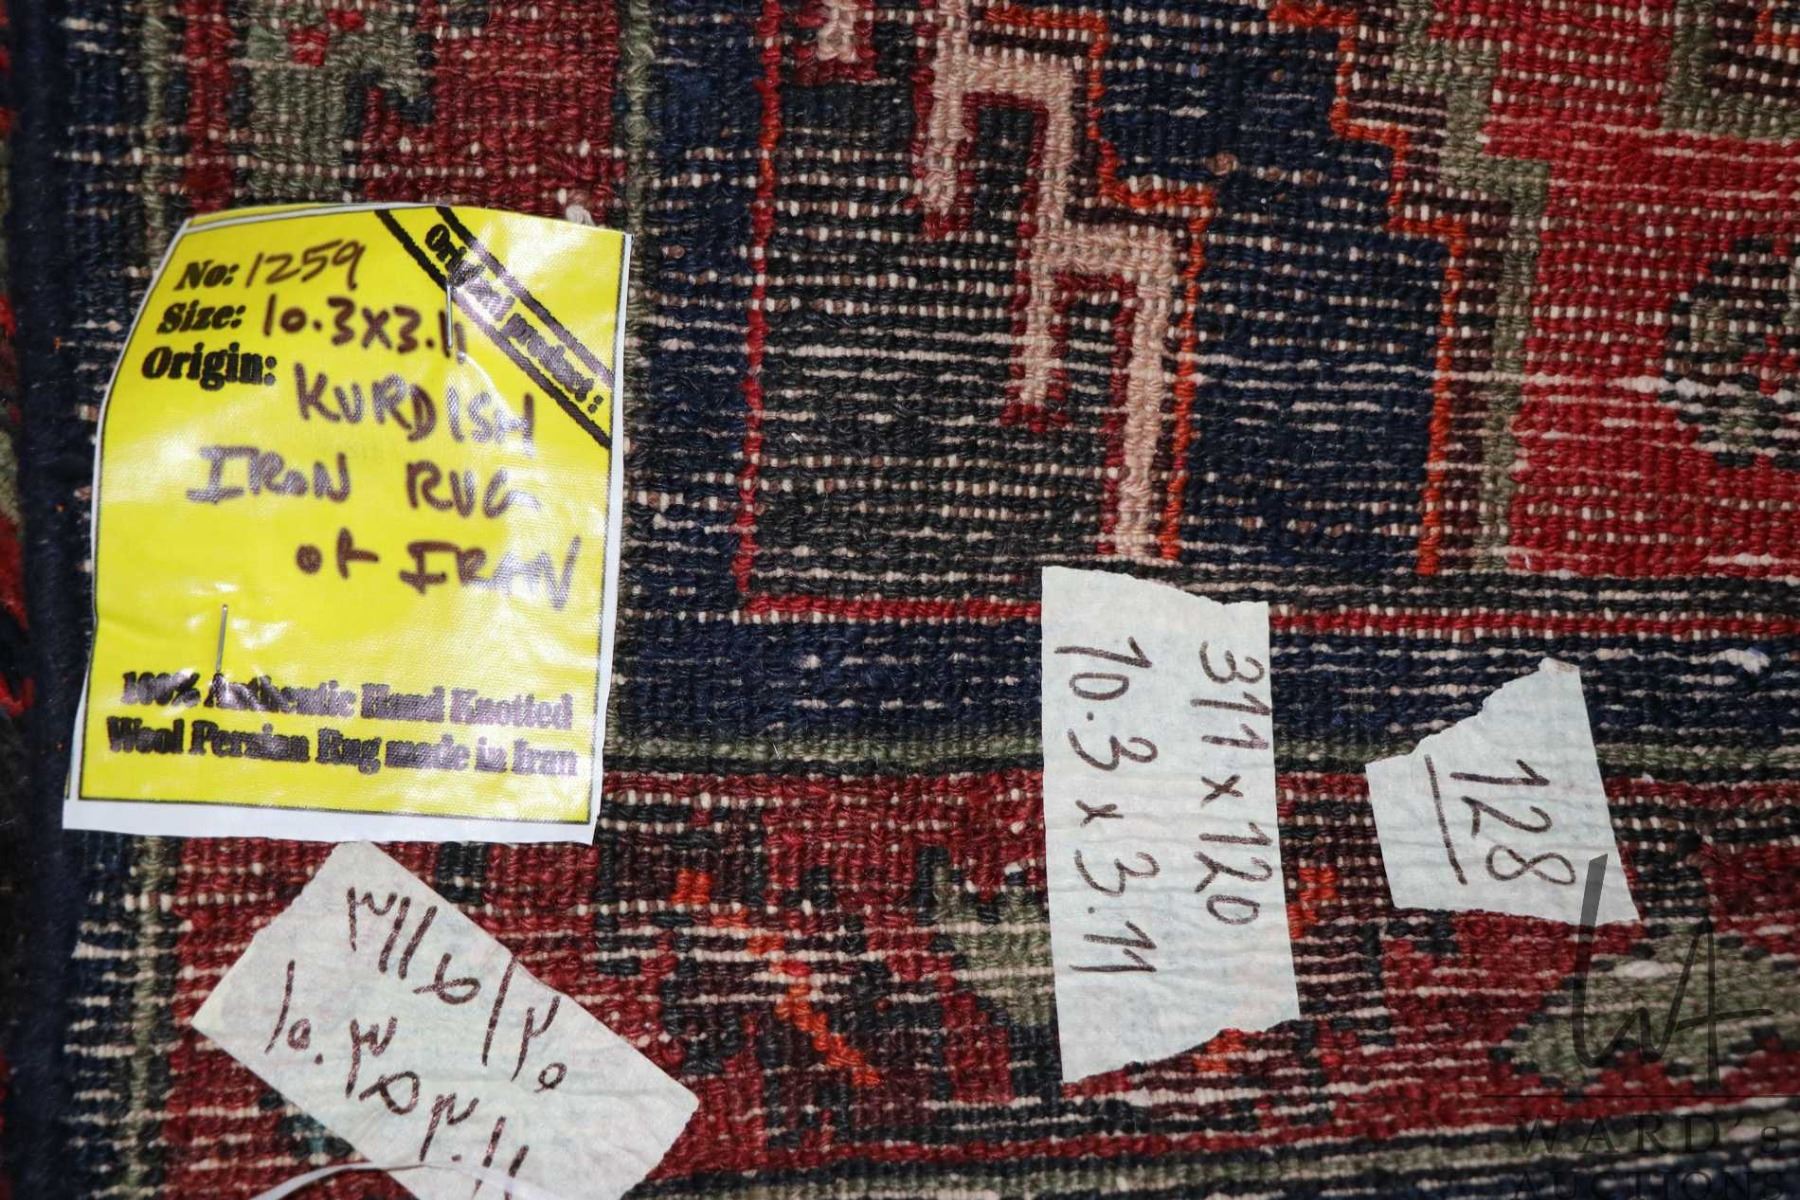 No: 1259
Size: 10.3x3.11
Origin: KURDISH
IRON RUG
of IRAN
Original product !
100% Authentic Hand Knotted
Wool Persian Rug made in Iran
311 x 120
10.3 x 3.11
128
۳۱۱ ۱۲۰
۱۰.۳ ۳.۱۱
WA
WARD's
AUCTIONS